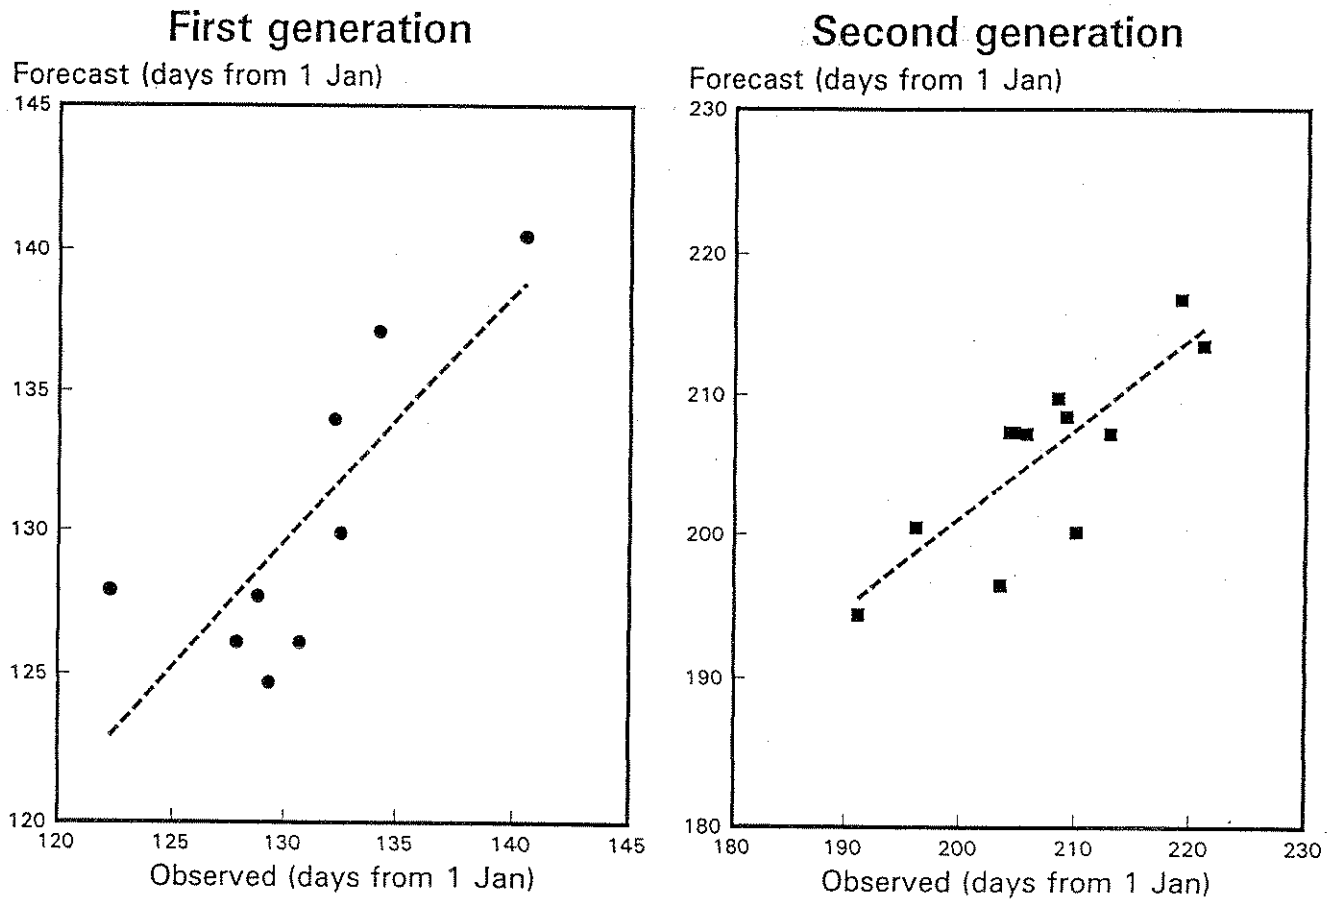 First generation
Forecast (days from 1 Jan)
145
140
135
130
125
120
120 125 130 135 140 145
Observed (days from 1 Jan)
Second generation
Forecast (days from 1 Jan)
230
220
210
200
190
180
180 190 200 210 220 230
Observed (days from 1 Jan)